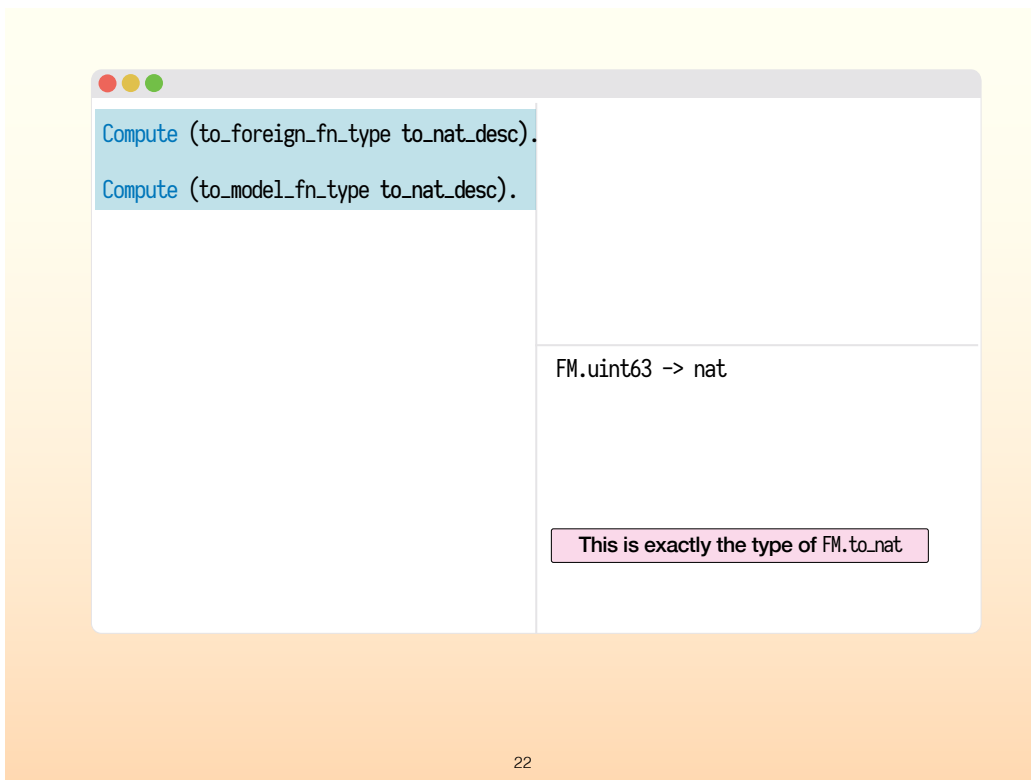 Compute (to_foreign_fn_type to_nat_desc).
Compute (to_model_fn_type to_nat_desc).
FM.uint63 -> nat
This is exactly the type of FM.to_nat
22